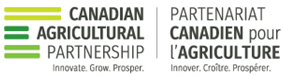 CANADIAN
AGRICULTURAL
PARTNERSHIP
Innovate. Grow. Prosper.
PARTENARIAT
CANADIEN pour
l'AGRICULTURE
Innover. Croître. Prospérer.